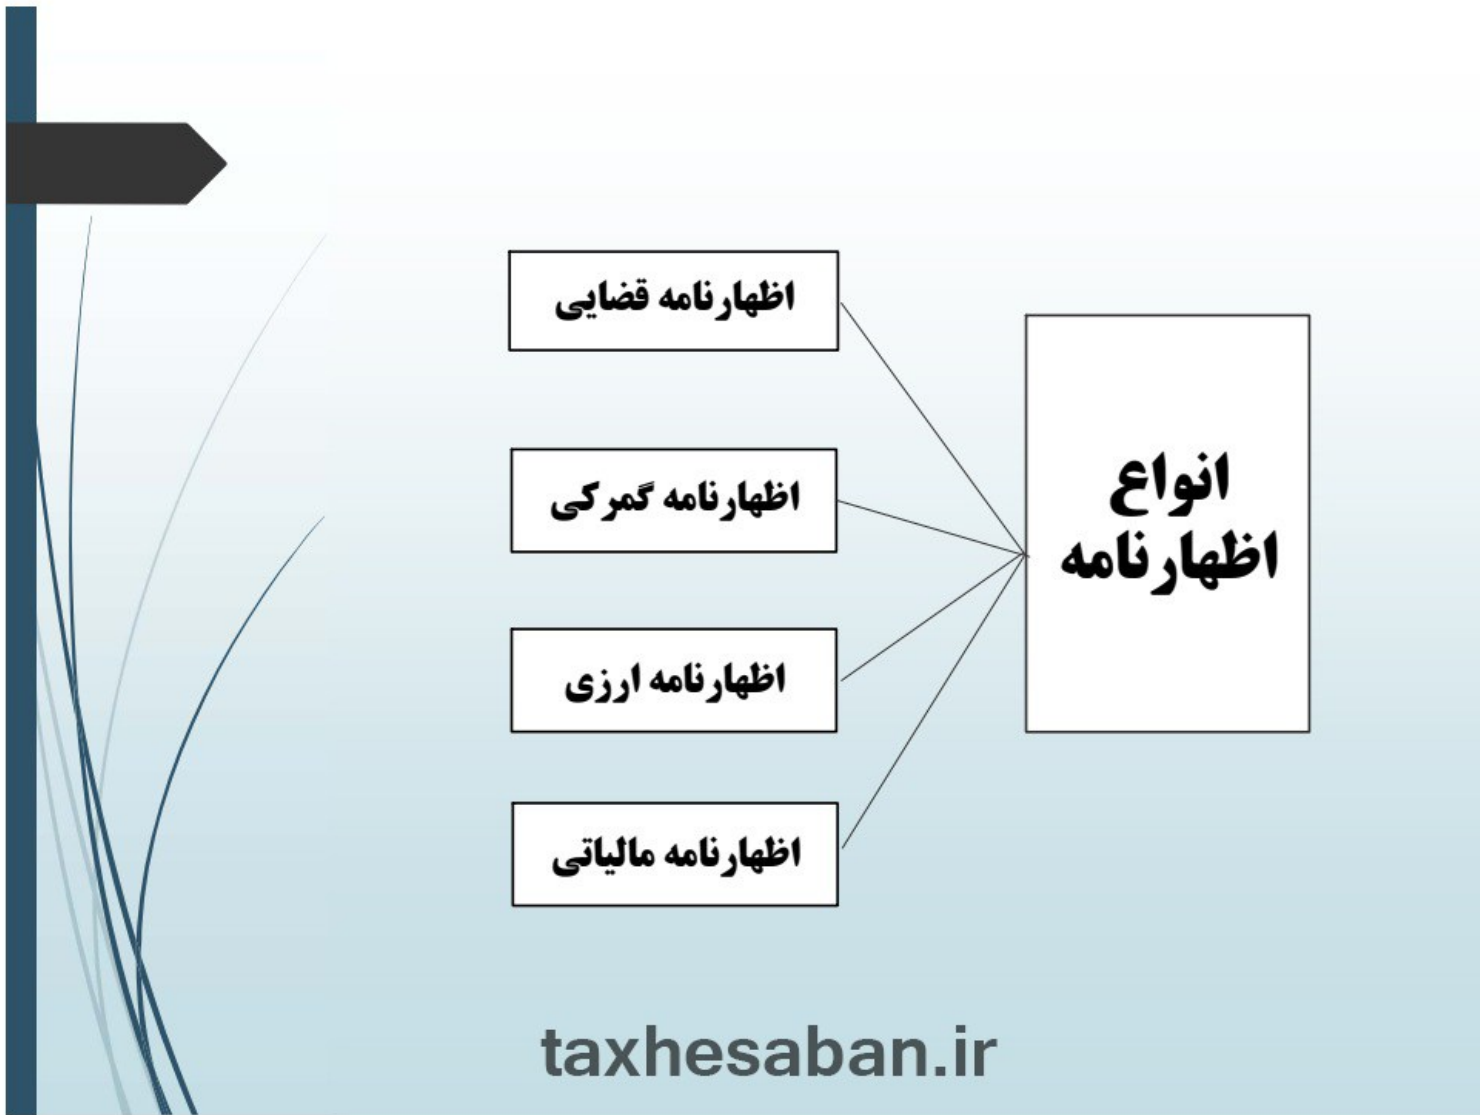 انواع
اظهارنامه
اظهارنامه قضایی
اظهارنامه گمرکی
اظهارنامه ارزی
اظهارنامه مالیاتی
taxhesaban.ir